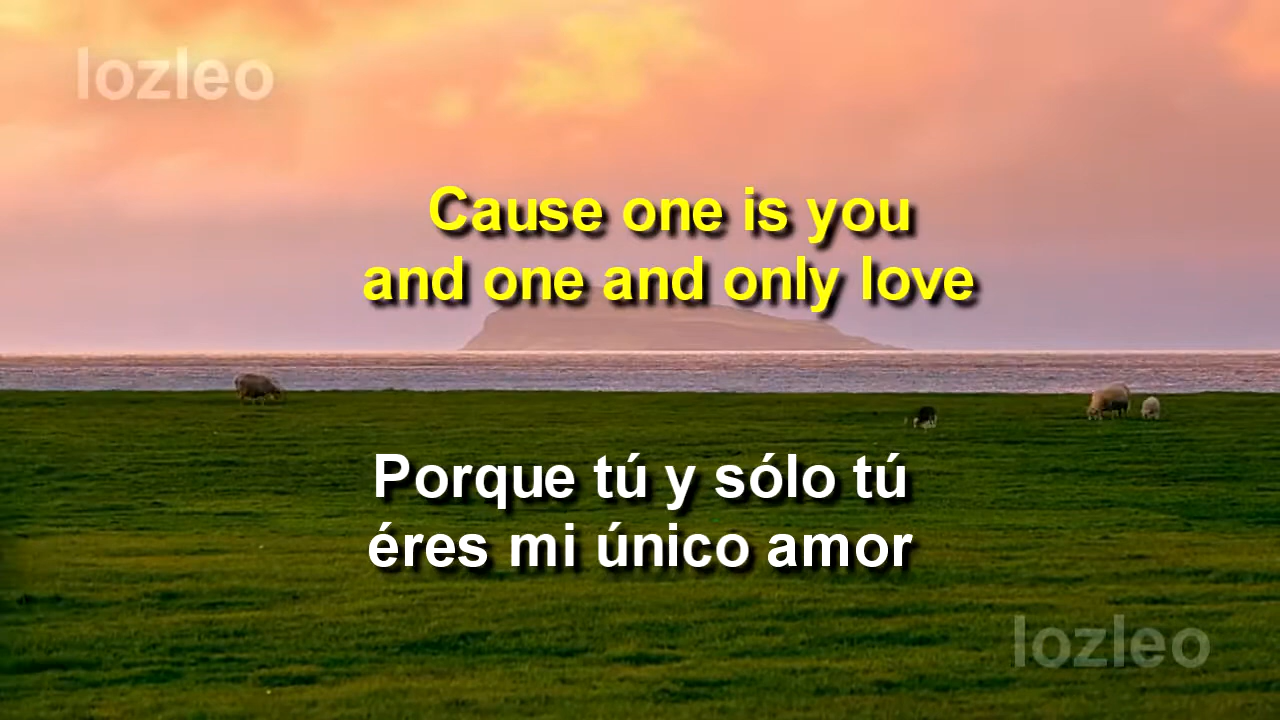 lozleo
Cause one is you
and one and only love
Porque tú y sólo tú
éres mi único amor
lozleo